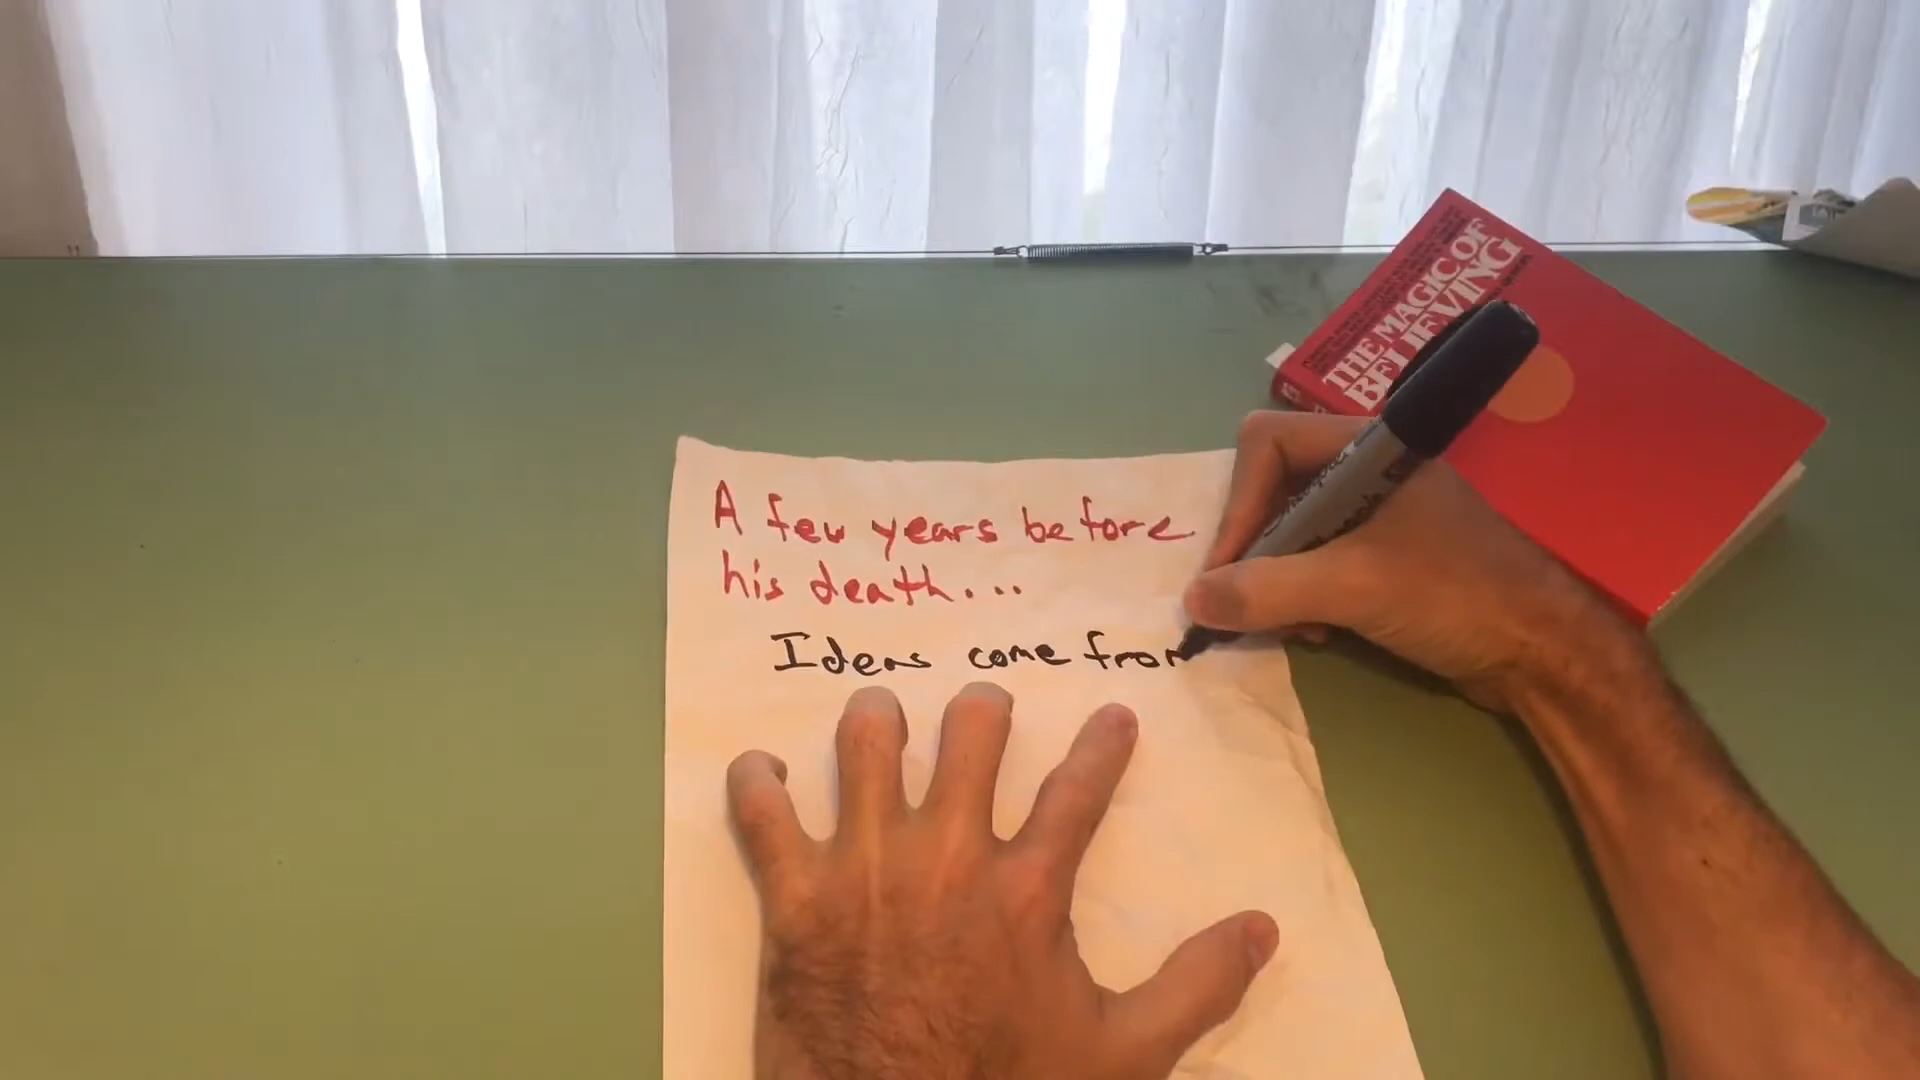 THE MAGIC OF
BELIEVING
A few years before
his death...
Ideas come from